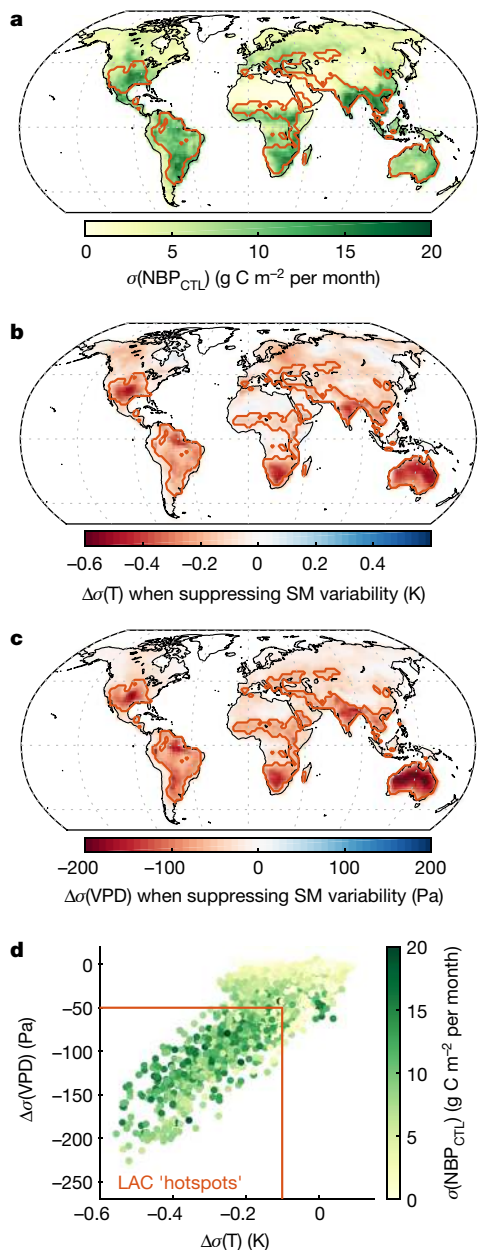 a
0 5 10 15 20
σ(NBP_CTL) (g C m⁻² per month)
b
−0.6 −0.4 −0.2 0 0.2 0.4
Δσ(T) when suppressing SM variability (K)
c
−200 −100 0 100 200
Δσ(VPD) when suppressing SM variability (Pa)
d
0
−50
−100
−150
−200
−250
Δσ(VPD) (Pa)
LAC 'hotspots'
−0.6 −0.4 −0.2 0
Δσ(T) (K)
20
15
10
5
0
σ(NBP_CTL) (g C m⁻² per month)